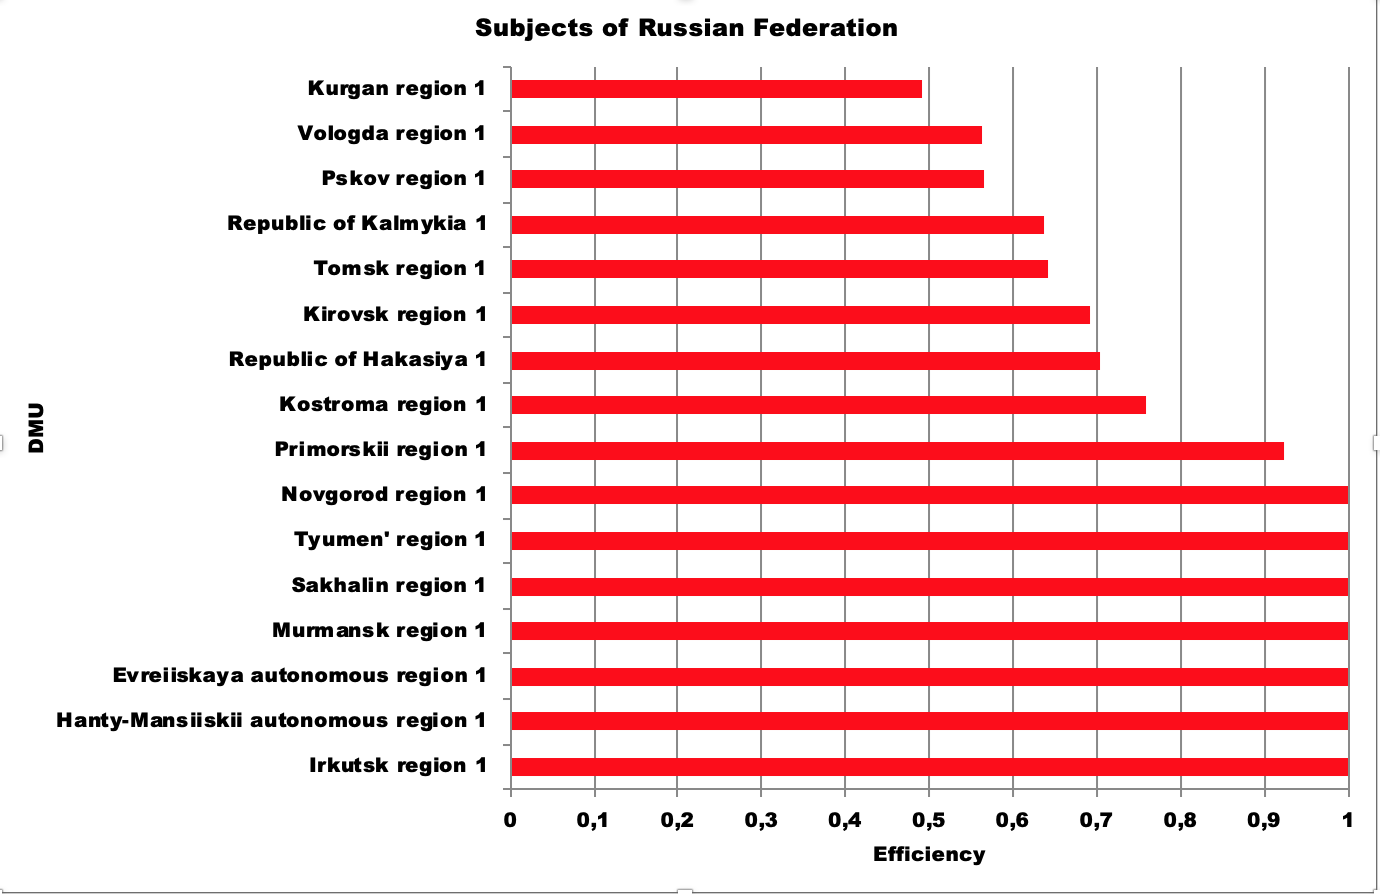 Subjects of Russian Federation
Kurgan region 1
Vologda region 1
Pskov region 1
Republic of Kalmykia 1
Tomsk region 1
Kirovsk region 1
Republic of Hakasiya 1
Kostroma region 1
Primorskii region 1
Novgorod region 1
Tyumen' region 1
Sakhalin region 1
Murmansk region 1
Evreiiskaya autonomous region 1
Hanty-Mansiiskii autonomous region 1
Irkutsk region 1
DMU
0 0,1 0,2 0,3 0,4 0,5 0,6 0,7 0,8 0,9 1
Efficiency